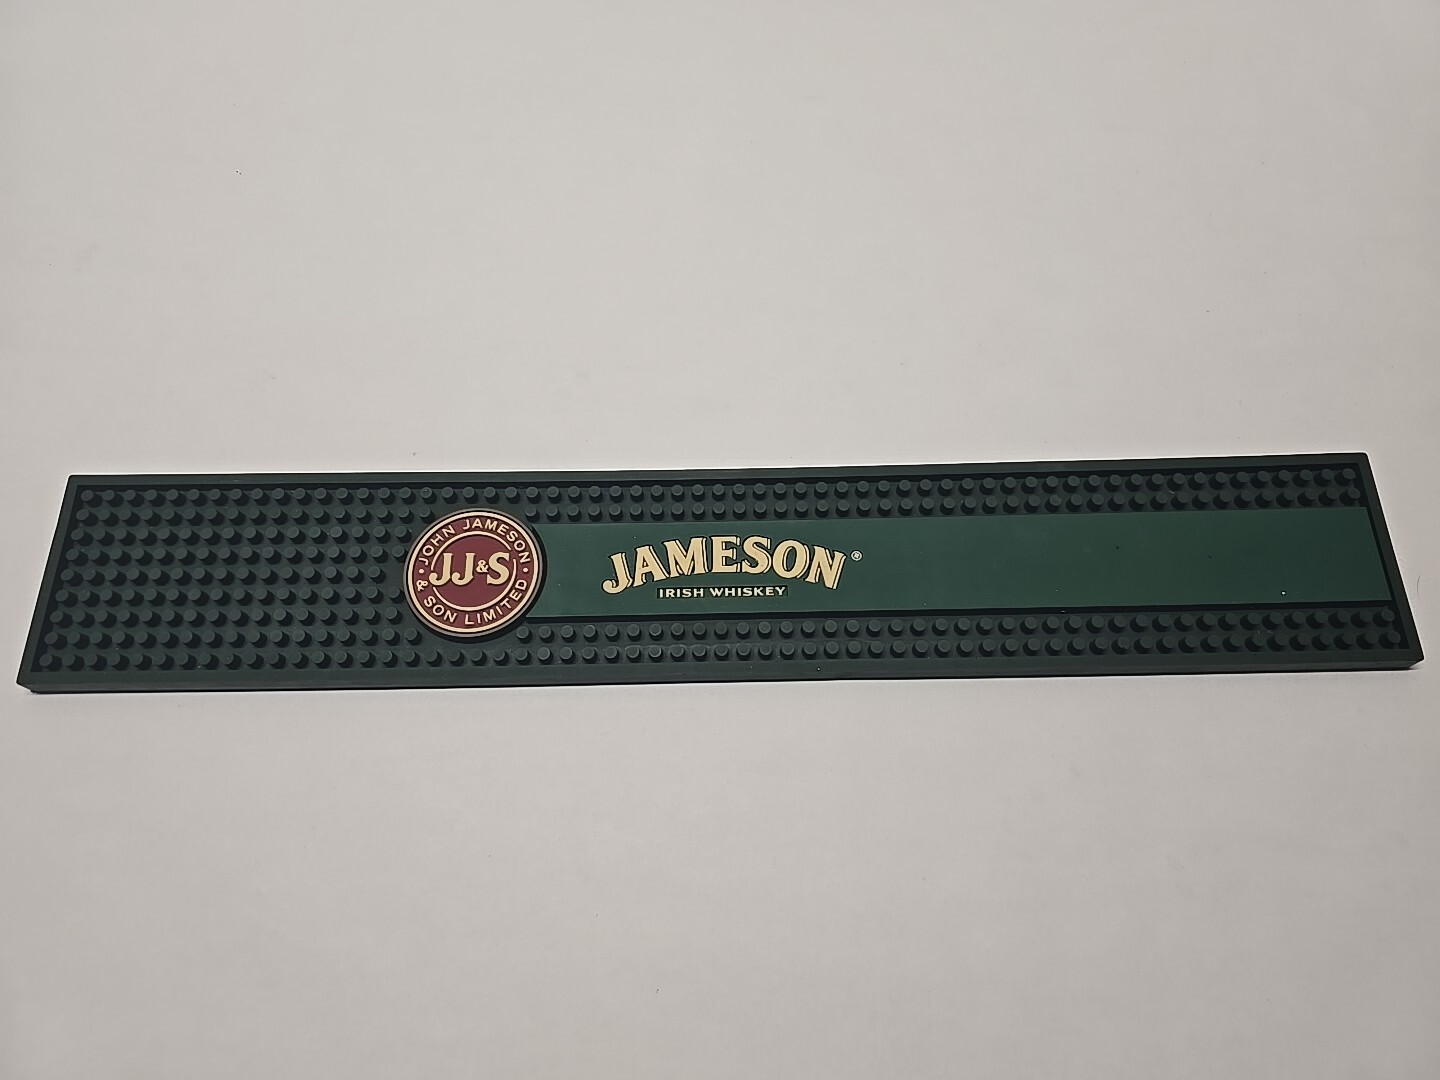 · JOHN JAMESON ·
& SON LIMITED
JJ&S
JAMESON®
IRISH WHISKEY